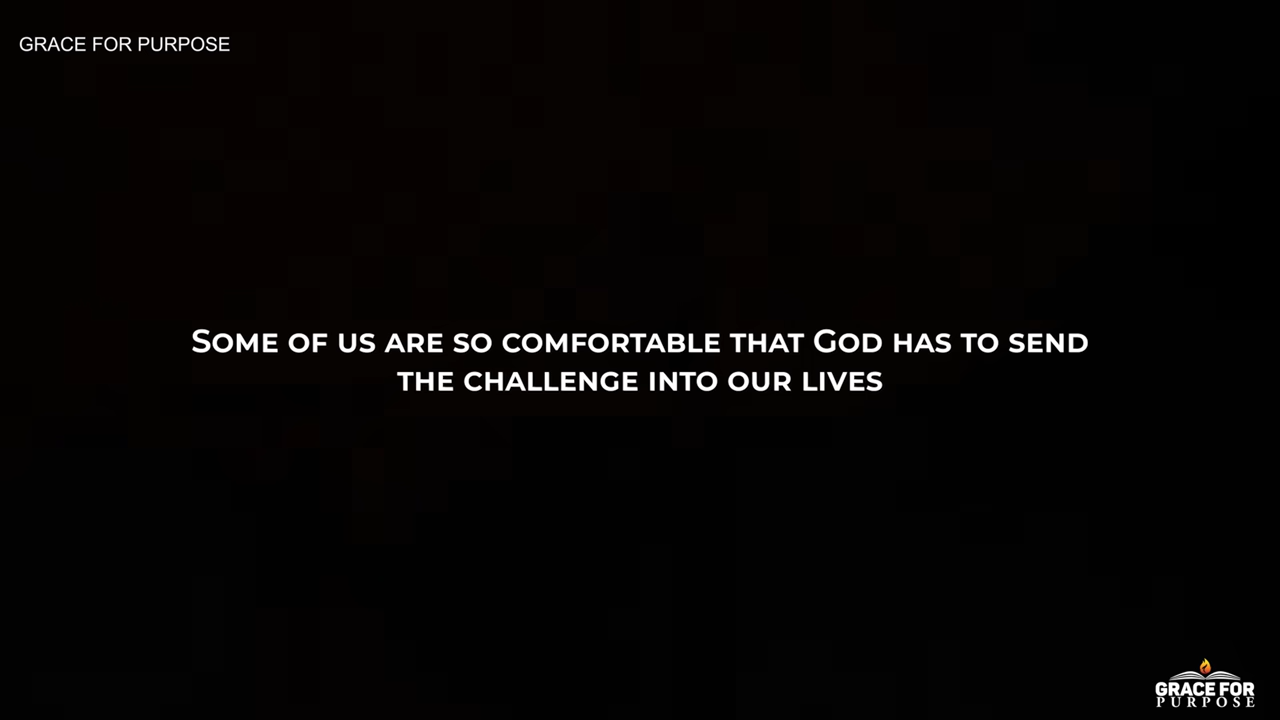 GRACE FOR PURPOSE
Some of us are so comfortable that God has to send
the challenge into our lives
GRACE FOR
PURPOSE